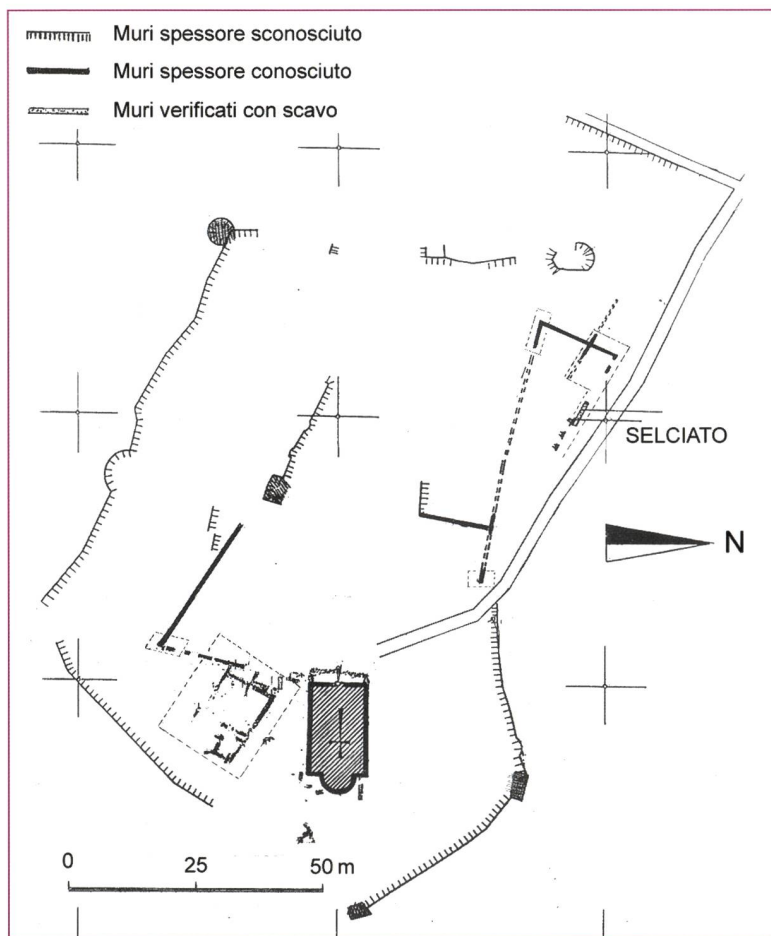 Muri spessore sconosciuto
Muri spessore conosciuto
Muri verificati con scavo
SELCIATO
N
0 25 50 m